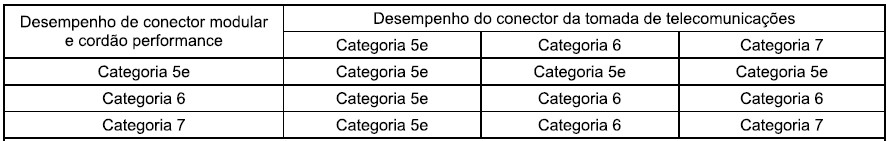 Desempenho de conector modular e cordão performance
Desempenho do conector da tomada de telecomunicações
Categoria 5e Categoria 6 Categoria 7
Categoria 5e Categoria 5e Categoria 5e Categoria 5e
Categoria 6 Categoria 5e Categoria 6 Categoria 6
Categoria 7 Categoria 5e Categoria 6 Categoria 7